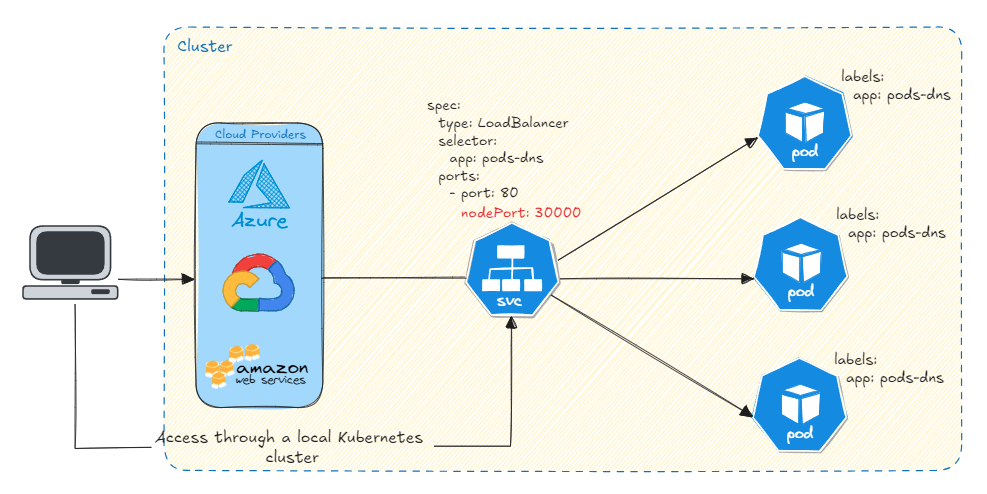 Cluster
labels:
app: pods-dns
spec:
type: LoadBalancer
selector:
app: pods-dns
ports:
- port: 80
nodePort: 30000
Cloud Providers
Azure
pod
labels:
app: pods-dns
svc
pod
amazon
web services
labels:
app: pods-dns
pod
Access through a local Kubernetes
cluster